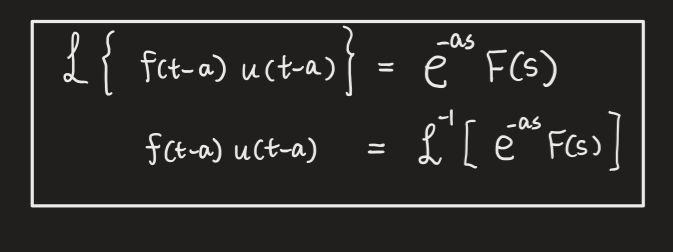 ℒ{ f(t-a) u(t-a)} = e^{-as} F(s)
f(t-a) u(t-a) = ℒ^{-1}[ e^{-as} F(s)]